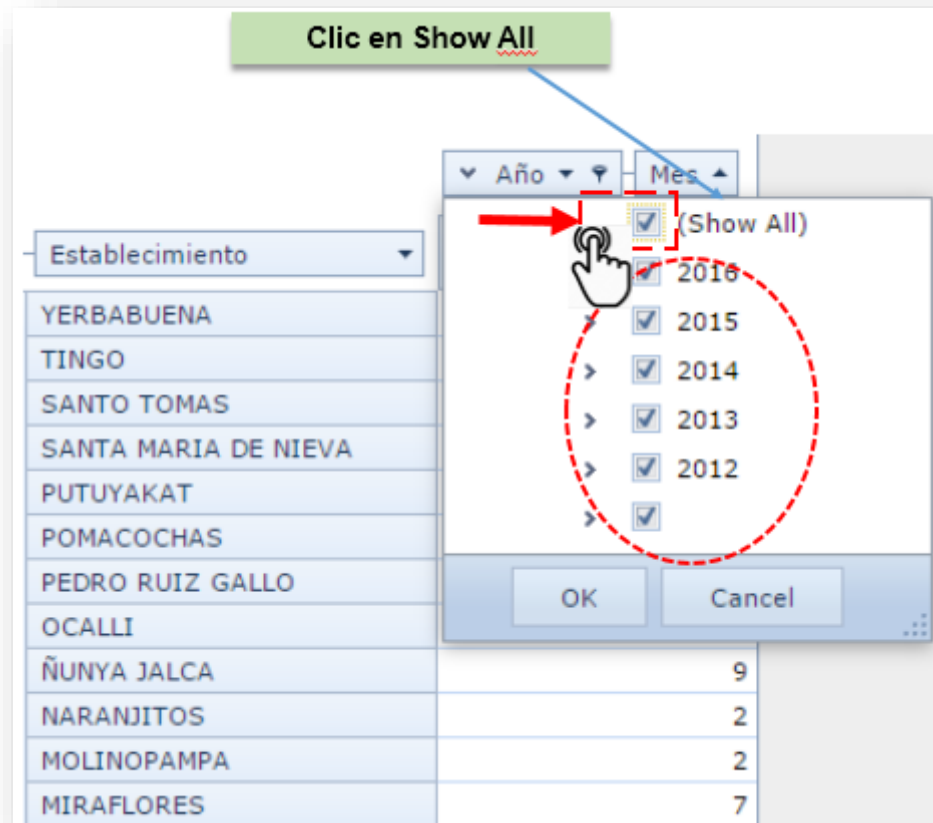 Clic en Show All
Año Mes
(Show All)
Establecimiento
2016
YERBABUENA
2015
TINGO
2014
SANTO TOMAS
2013
SANTA MARIA DE NIEVA
2012
PUTUYAKAT
POMACOCHAS
PEDRO RUIZ GALLO
OK Cancel
OCALLI
ÑUNYA JALCA 9
NARANJITOS 2
MOLINOPAMPA 2
MIRAFLORES 7